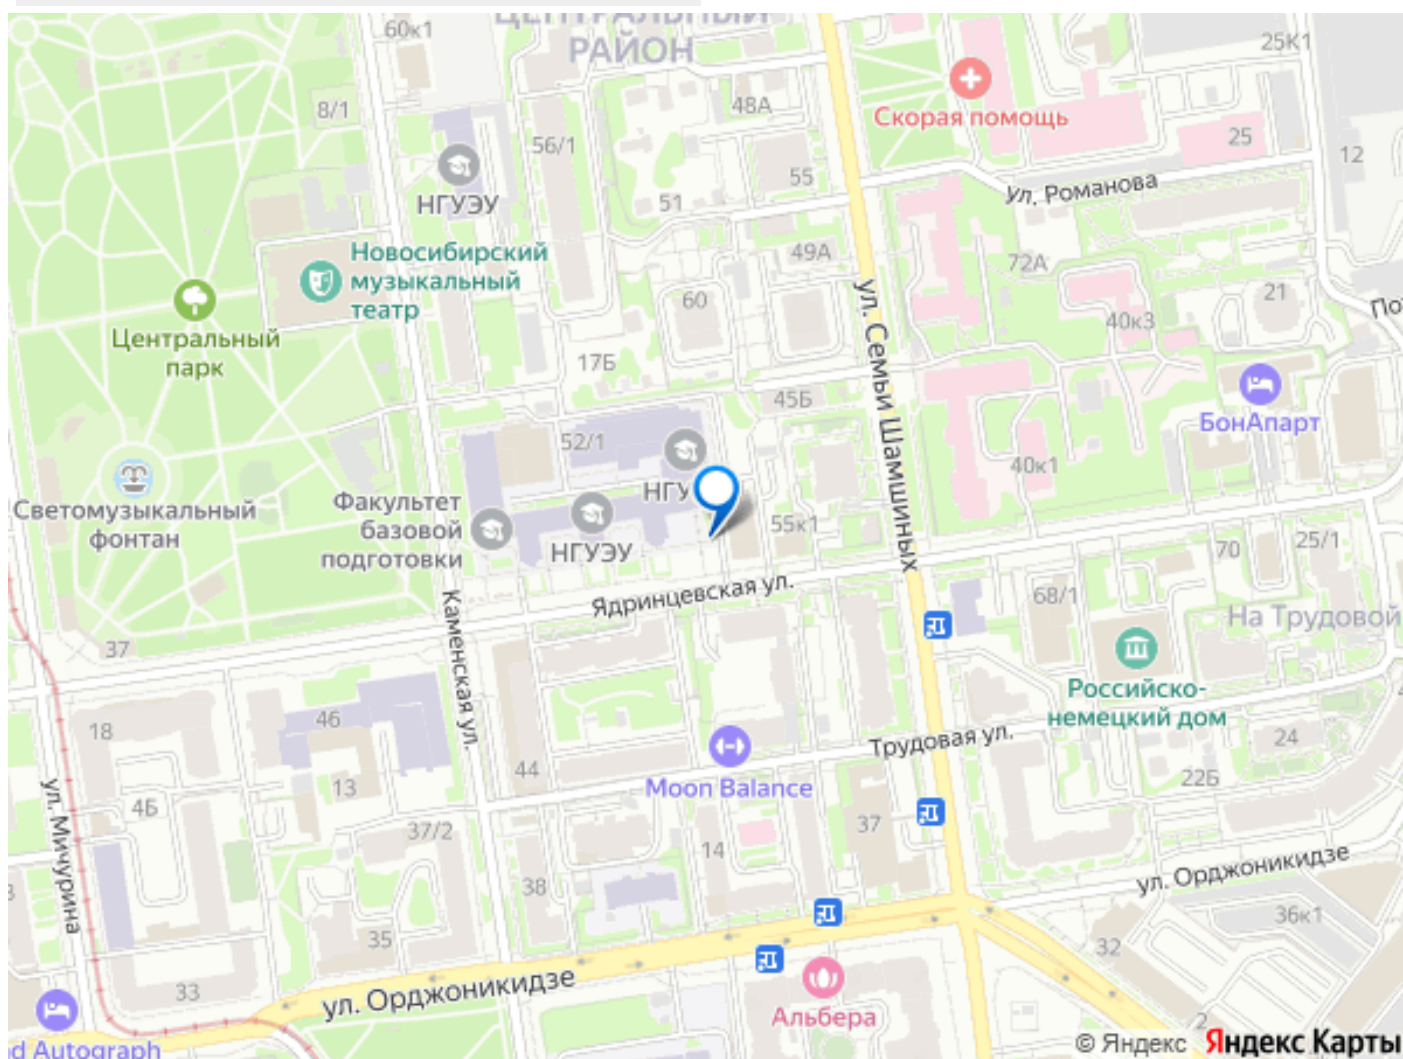 ЦЕНТРАЛЬНЫЙ
РАЙОН
60к1
25К1
48А
Скорая помощь
8/1
56/1
25
12
НГУЭУ
55
ул. Романова
51
Новосибирский
музыкальный
театр
49А
72А
60
21
40к3
Центральный
парк
17Б
ул. Семьи Шамшиных
45Б
БонАпарт
52/1
40к1
НГУ
Светомузыкальный
фонтан
Факультет
базовой
подготовки
НГУЭУ
55к1
70
25/1
Ядринцевская ул.
68/1
На Трудовой
37
Каменская ул.
Российско-
немецкий дом
18
46
44
Трудовая ул.
24
22Б
Moon Balance
13
4Б
ул. Мичурина
37/2
14
37
38
ул. Орджоникидзе
36к1
35
32
33
ул. Орджоникидзе
Альбера
2
d Autograph
© Яндекс Яндекс Карты